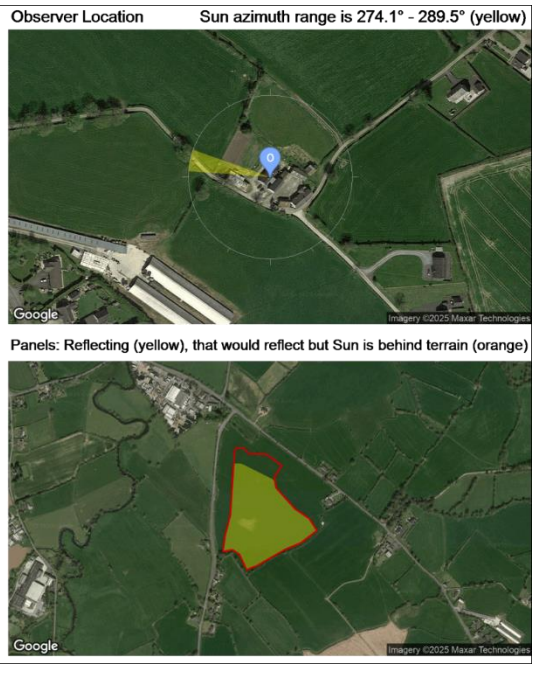 Observer Location
Sun azimuth range is 274.1° - 289.5° (yellow)
O
Google
Imagery ©2025 Maxar Technologies
Panels: Reflecting (yellow), that would reflect but Sun is behind terrain (orange)
Google
Imagery ©2025 Maxar Technologies